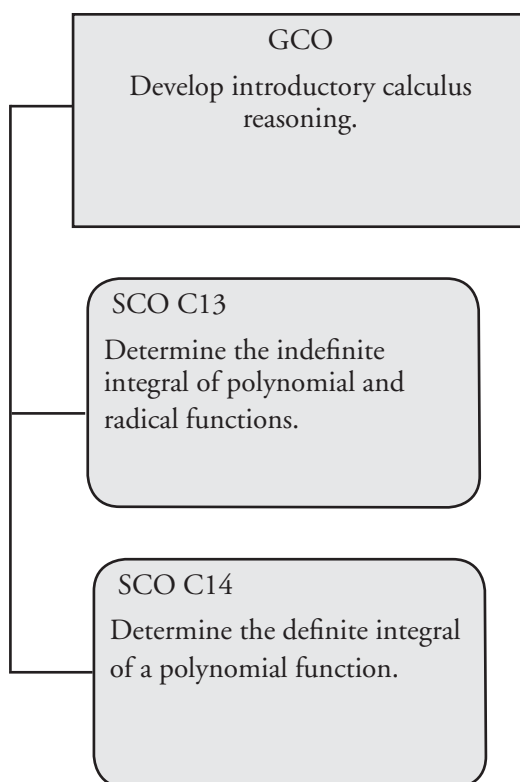 GCO
Develop introductory calculus
reasoning.
SCO C13
Determine the indefinite
integral of polynomial and
radical functions.
SCO C14
Determine the definite integral
of a polynomial function.